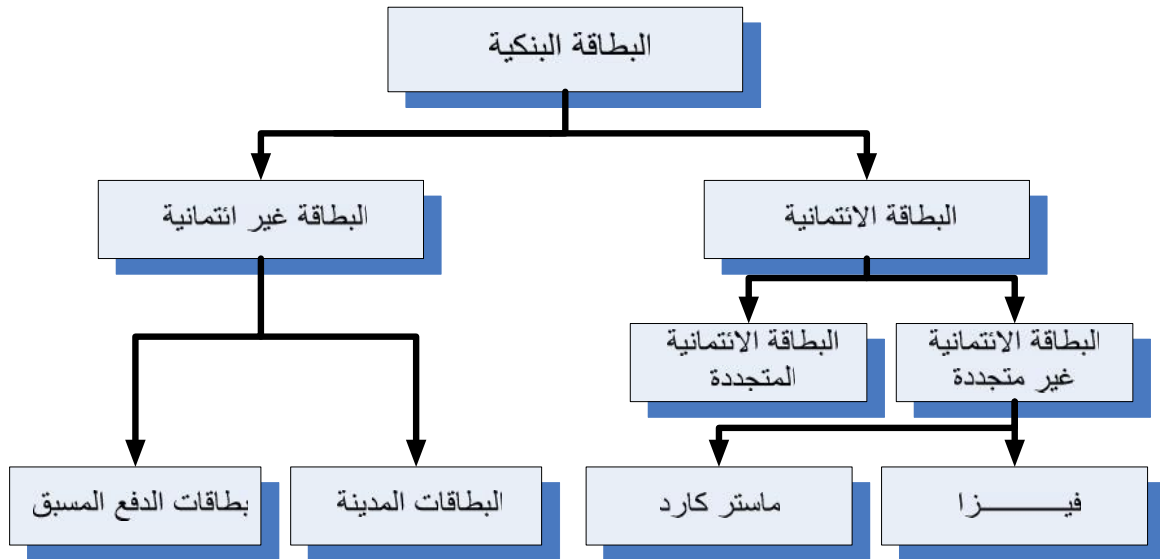 البطاقة البنكية
البطاقة الائتمانية
البطاقة غير ائتمانية
البطاقة الائتمانية
غير متجددة
البطاقة الائتمانية
المتجددة
فيـــــــــزا
ماستر كارد
البطاقات المدينة
بطاقات الدفع المسبق